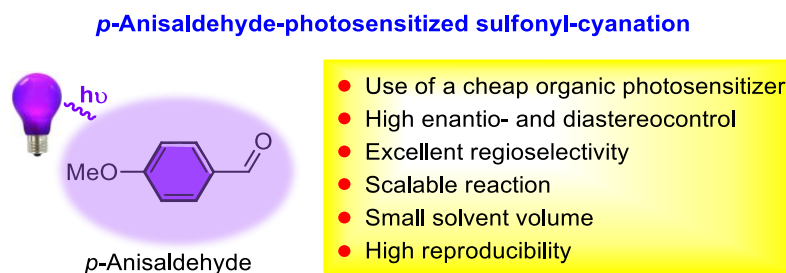 p-Anisaldehyde-photosensitized sulfonyl-cyanation
hυ
MeO
O
p-Anisaldehyde
Use of a cheap organic photosensitizer
High enantio- and diastereocontrol
Excellent regioselectivity
Scalable reaction
Small solvent volume
High reproducibility